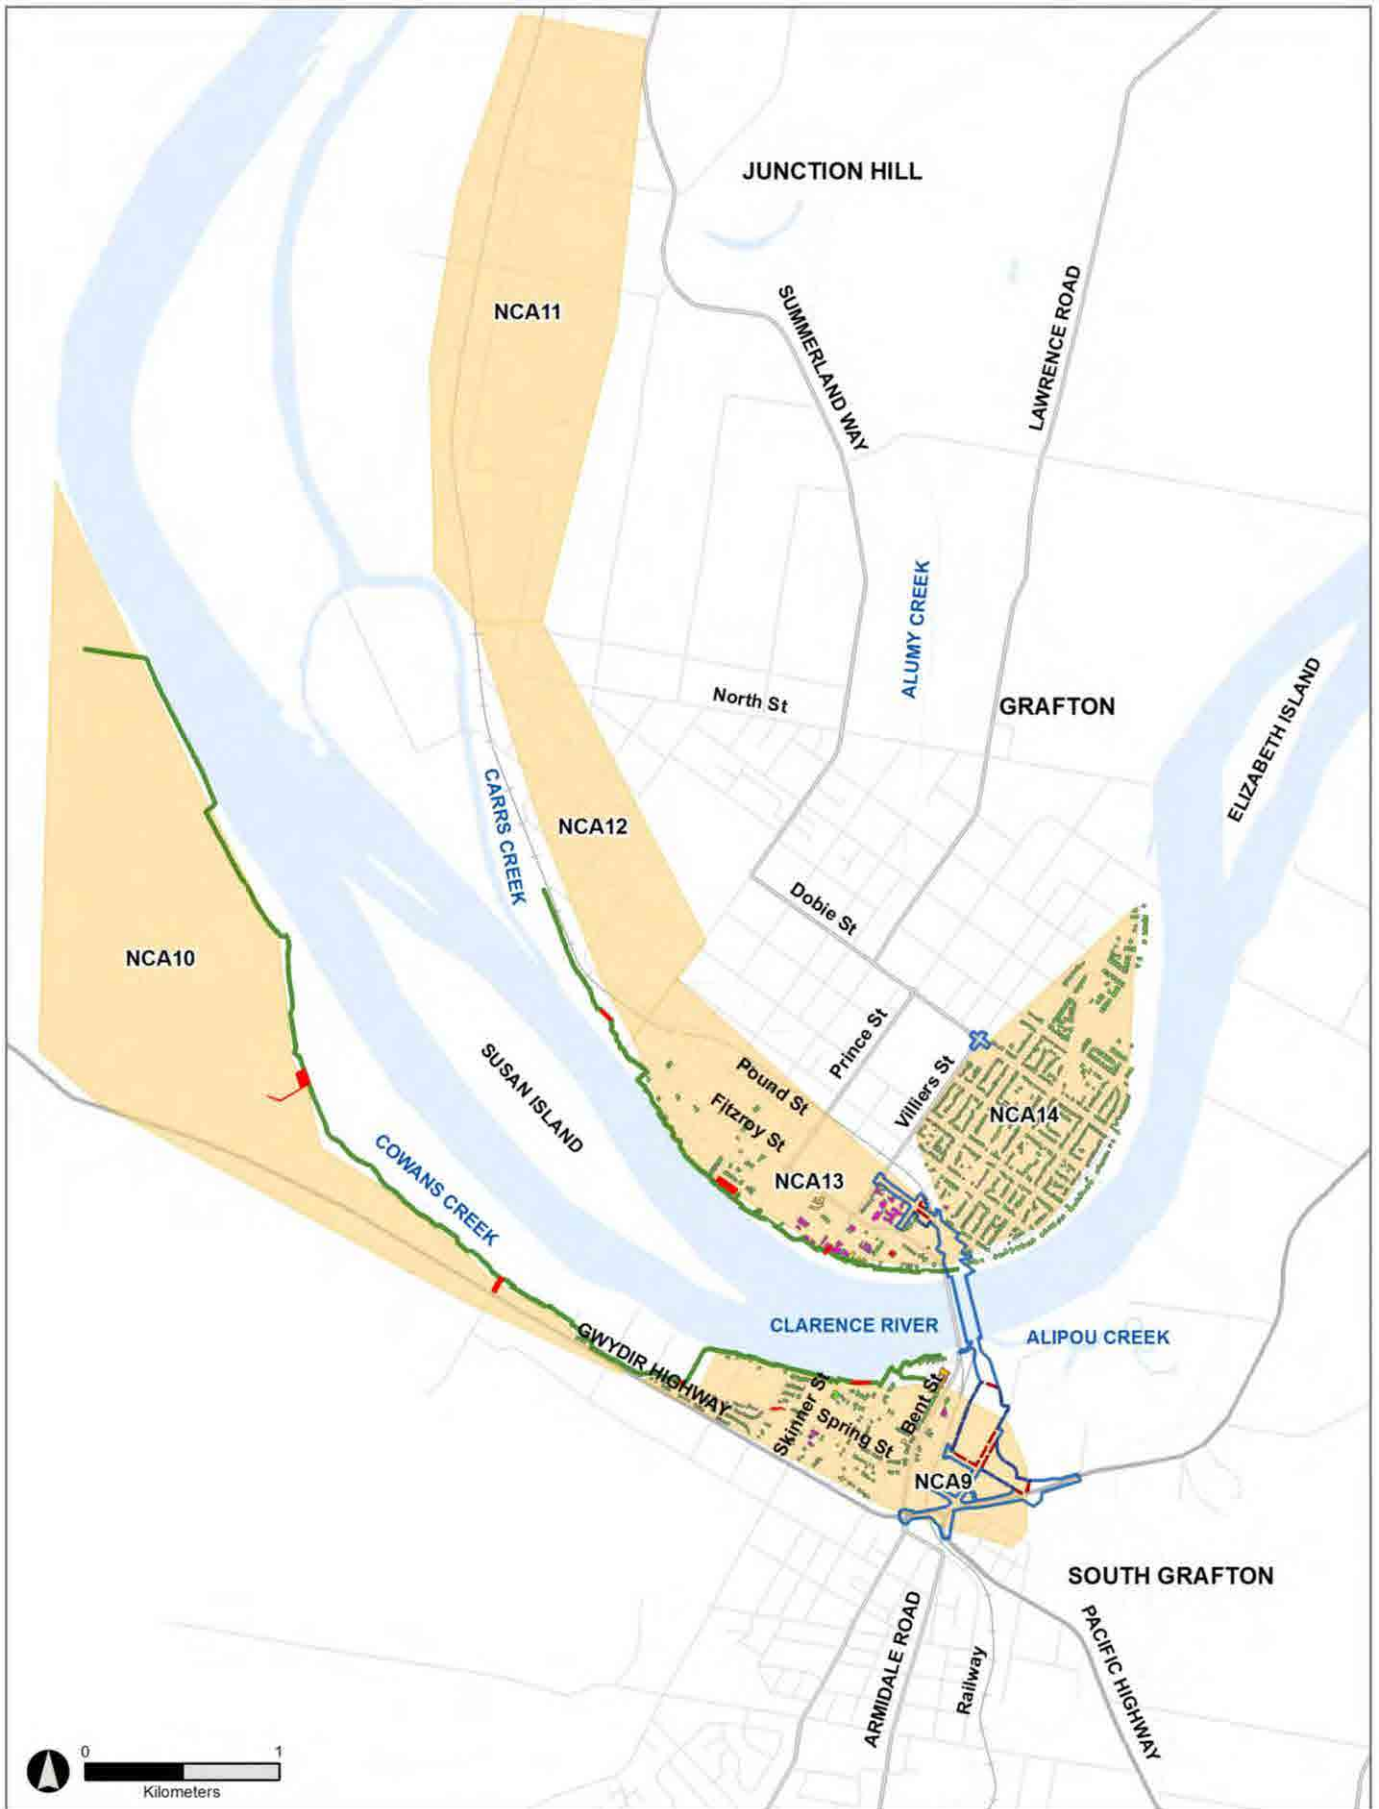 JUNCTION HILL
NCA11
SUMMERLAND WAY
LAWRENCE ROAD
ALUMY CREEK
North St
GRAFTON
ELIZABETH ISLAND
CARRS CREEK
NCA12
Dobie St
NCA10
Prince St
SUSAN ISLAND
Pound St
Villiers St
Fitzroy St
NCA14
COWANS CREEK
NCA13
CLARENCE RIVER
ALIPOU CREEK
GWYDIR HIGHWAY
Skinner St
Spring St
Bent St
NCA9
SOUTH GRAFTON
ARMIDALE ROAD
Railway
PACIFIC HIGHWAY
0 1
Kilometers